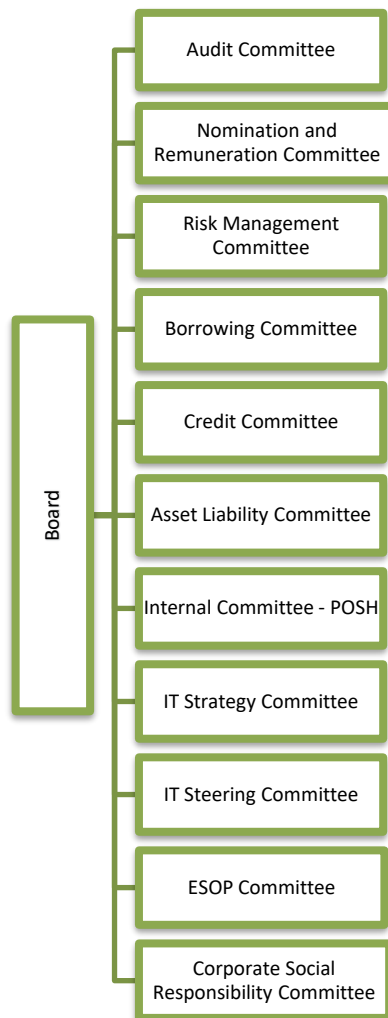 Board
Audit Committee
Nomination and
Remuneration Committee
Risk Management
Committee
Borrowing Committee
Credit Committee
Asset Liability Committee
Internal Committee - POSH
IT Strategy Committee
IT Steering Committee
ESOP Committee
Corporate Social
Responsibility Committee